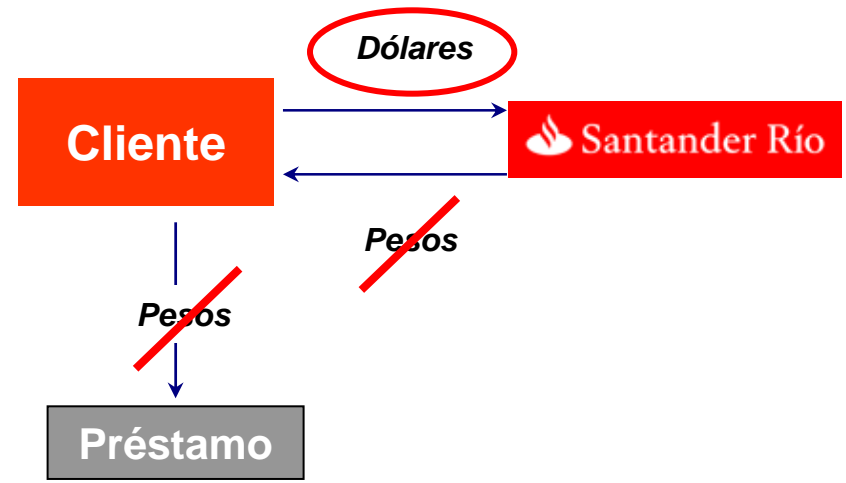 Dólares
Cliente
Santander Río
Pesos
Pesos
Préstamo